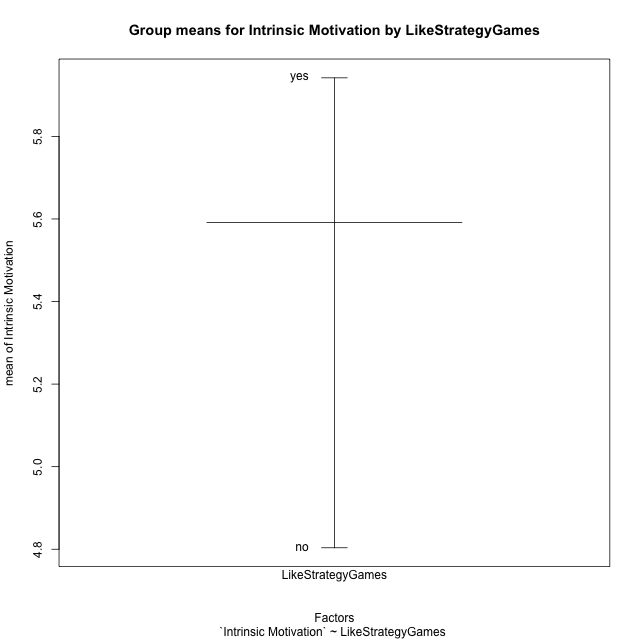 Group means for Intrinsic Motivation by LikeStrategyGames
yes
5.8
5.6
5.4
mean of Intrinsic Motivation
5.2
5.0
no
4.8
LikeStrategyGames
Factors
`Intrinsic Motivation` ~ LikeStrategyGames